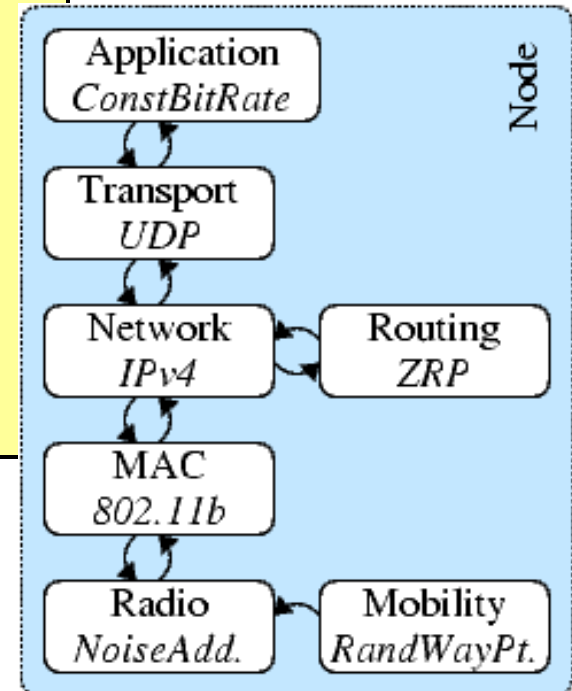 Application
ConstBitRate
Node
Transport
UDP
Network
IPv4
Routing
ZRP
MAC
802.11b
Radio
NoiseAdd.
Mobility
RandWayPt.